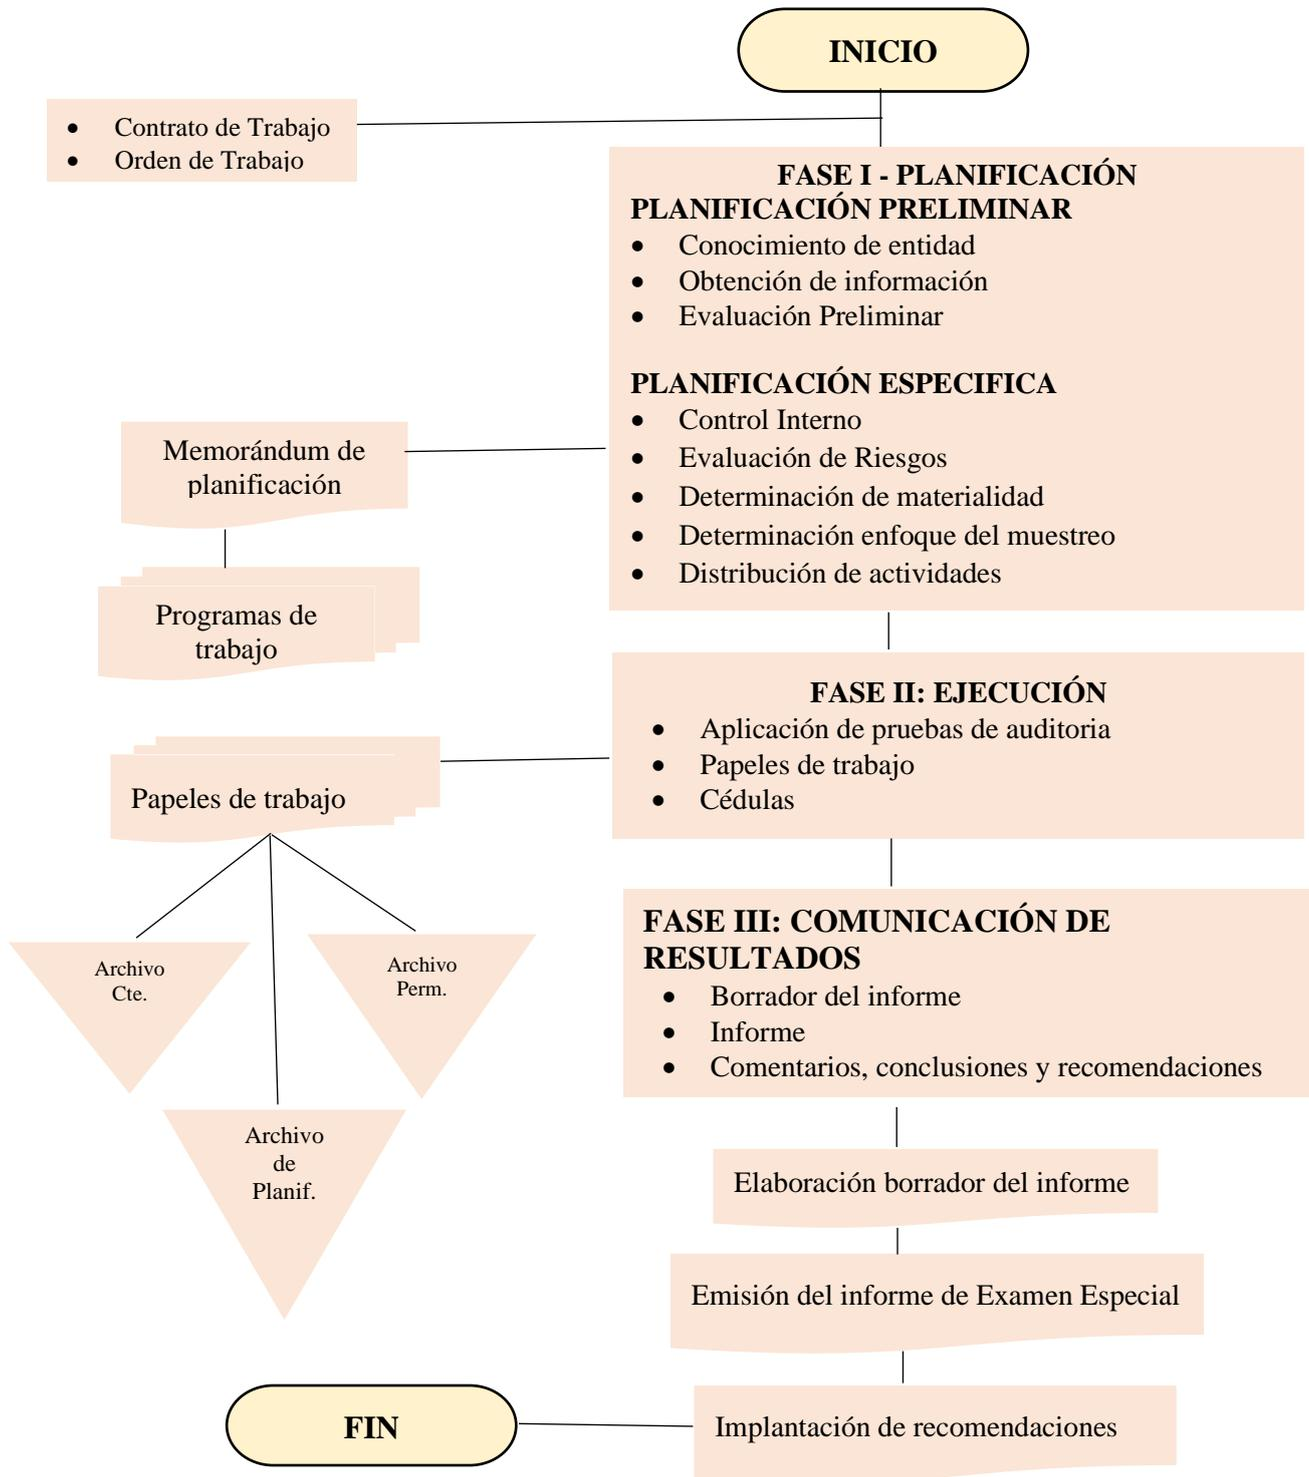 INICIO
• Contrato de Trabajo
• Orden de Trabajo
FASE I - PLANIFICACIÓN
PLANIFICACIÓN PRELIMINAR
• Conocimiento de entidad
• Obtención de información
• Evaluación Preliminar
PLANIFICACIÓN ESPECIFICA
• Control Interno
• Evaluación de Riesgos
• Determinación de materialidad
• Determinación enfoque del muestreo
• Distribución de actividades
Memorándum de
planificación
Programas de
trabajo
FASE II: EJECUCIÓN
• Aplicación de pruebas de auditoria
• Papeles de trabajo
• Cédulas
Papeles de trabajo
Archivo
Cte.
Archivo
Perm.
Archivo
de
Planif.
FASE III: COMUNICACIÓN DE
RESULTADOS
• Borrador del informe
• Informe
• Comentarios, conclusiones y recomendaciones
Elaboración borrador del informe
Emisión del informe de Examen Especial
Implantación de recomendaciones
FIN